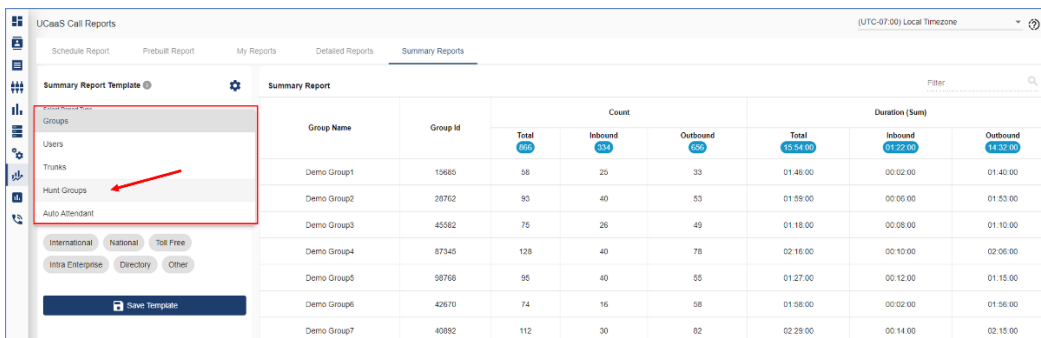 UCaaS Call Reports
(UTC-07:00) Local Timezone
Schedule Report Prebuilt Report My Reports Detailed Reports Summary Reports
Summary Report Template
Summary Report
Filter
Select Report Type
Groups
Users
Trunks
Hunt Groups
Auto Attendant
International National Toll Free
Intra Enterprise Directory Other
Save Template
Group Name Group Id Count Duration (Sum)
Total Inbound Outbound Total Inbound Outbound
866 334 656 15:54:00 01:22:00 14:32:00
Demo Group1 15685 58 25 33 01:46:00 00:02:00 01:40:00
Demo Group2 28762 93 40 53 01:59:00 00:06:00 01:53:00
Demo Group3 45582 75 26 49 01:18:00 00:08:00 01:10:00
Demo Group4 87345 128 40 78 02:16:00 00:10:00 02:06:00
Demo Group5 98768 95 40 55 01:27:00 00:12:00 01:15:00
Demo Group6 42670 74 16 58 01:58:00 00:02:00 01:56:00
Demo Group7 40892 112 30 82 02:29:00 00:14:00 02:15:00